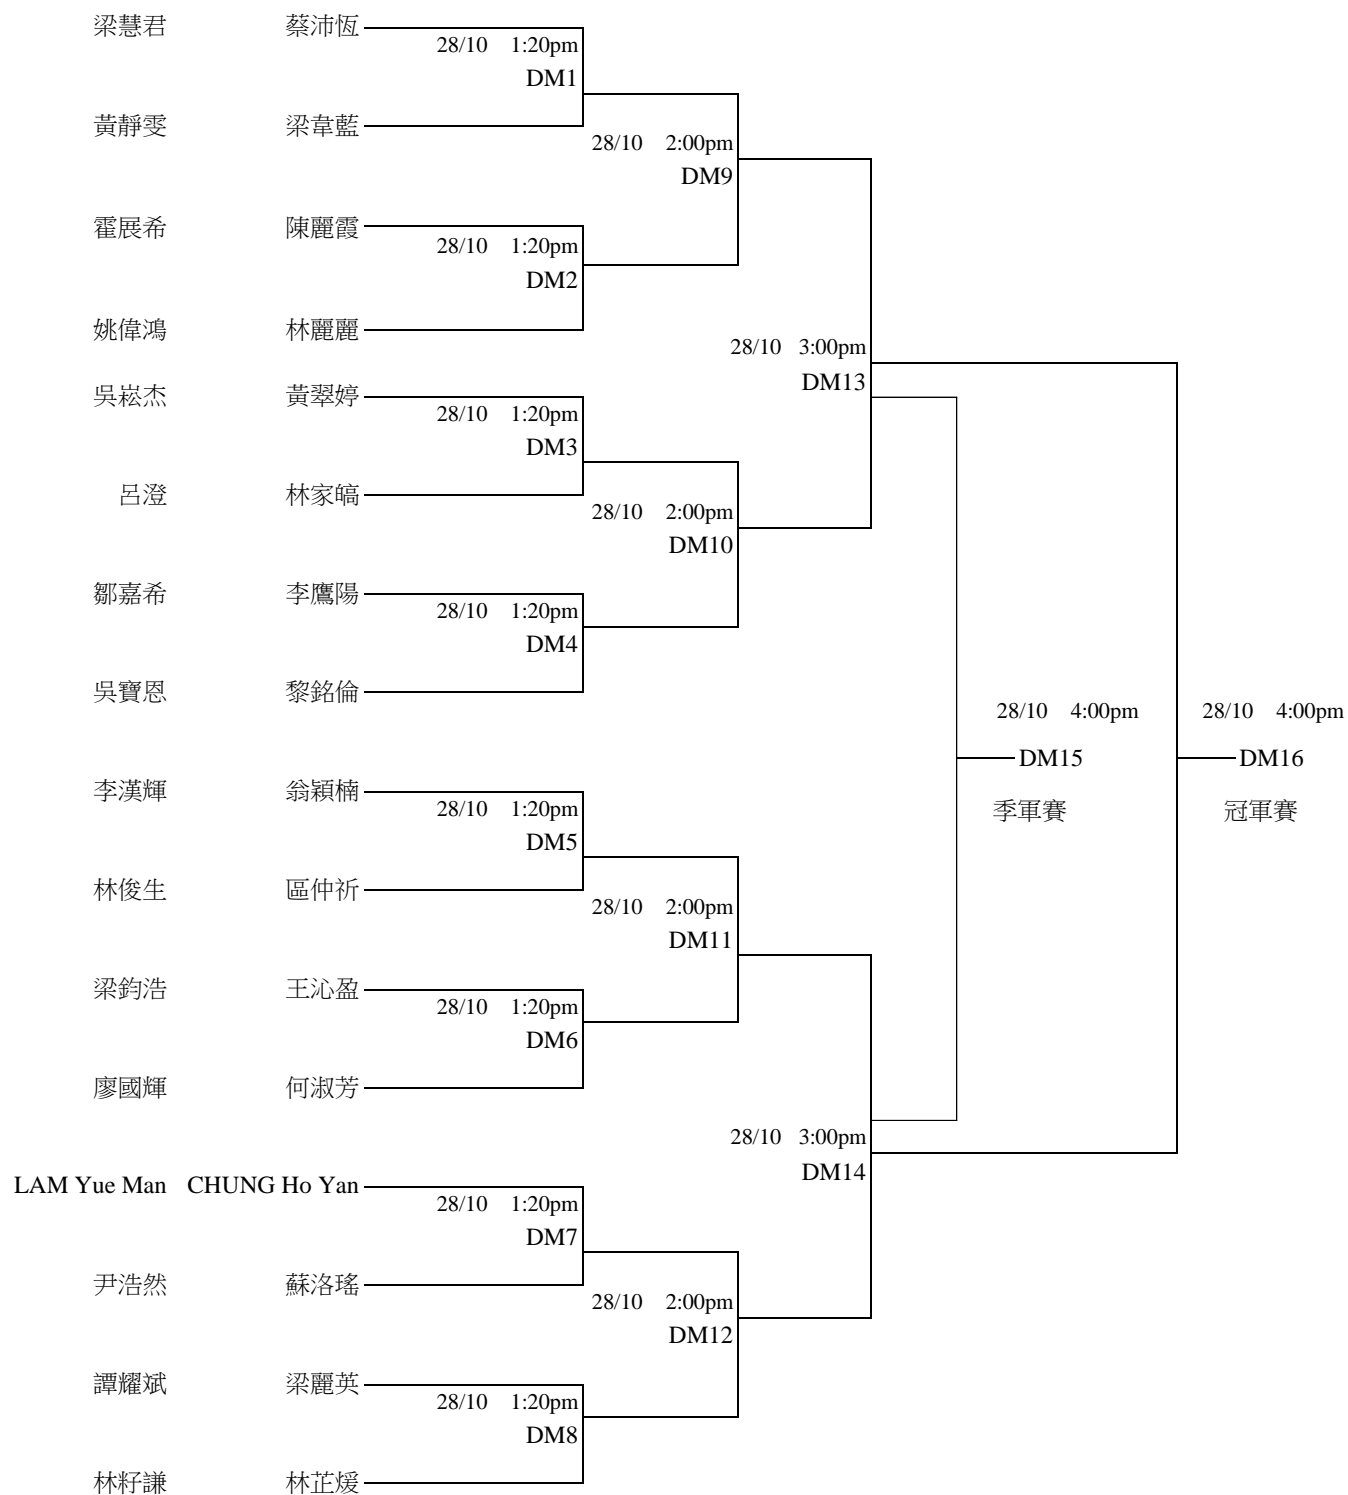 梁慧君 蔡沛恆
28/10 1:20pm
DM1
黃靜雯 梁韋藍
28/10 2:00pm
DM9
霍展希 陳麗霞
28/10 1:20pm
DM2
姚偉鴻 林麗麗
28/10 3:00pm
DM13
吳崧杰 黃翠婷
28/10 1:20pm
DM3
呂澄 林家皜
28/10 2:00pm
DM10
鄒嘉希 李鷹陽
28/10 1:20pm
DM4
吳寶恩 黎銘倫
28/10 4:00pm 28/10 4:00pm
DM15 DM16
季軍賽 冠軍賽
李漢輝 翁穎楠
28/10 1:20pm
DM5
林俊生 區仲祈
28/10 2:00pm
DM11
梁鈞浩 王沁盈
28/10 1:20pm
DM6
廖國輝 何淑芳
28/10 3:00pm
DM14
LAM Yue Man CHUNG Ho Yan
28/10 1:20pm
DM7
尹浩然 蘇洛瑤
28/10 2:00pm
DM12
譚耀斌 梁麗英
28/10 1:20pm
DM8
林籽謙 林芷煖